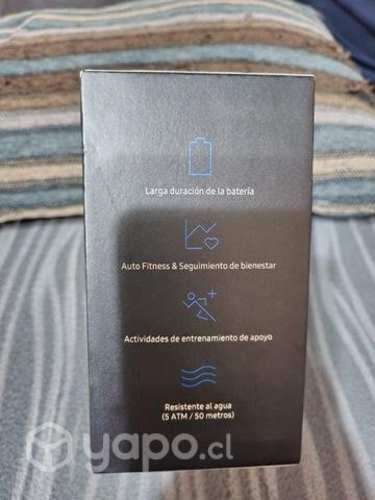 Larga duración de la batería
Auto Fitness & Seguimiento de bienestar
Actividades de entrenamiento de apoyo
Resistente al agua
(5 ATM / 50 metros)
yapo.cl